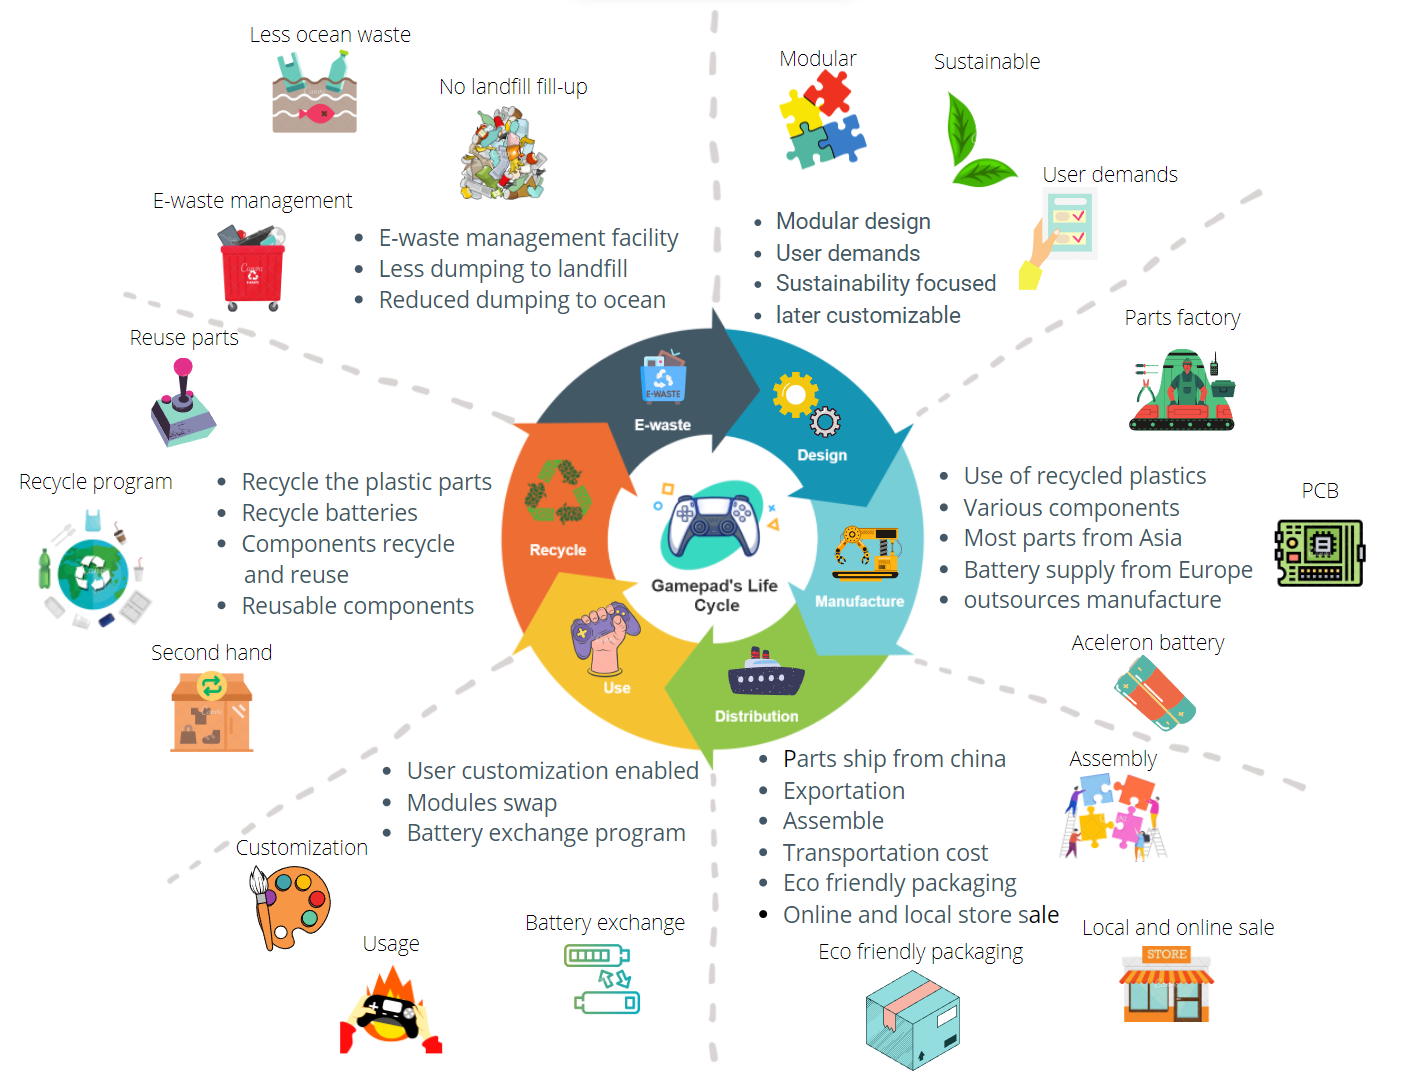 Less ocean waste
No landfill fill-up
E-waste management
E-WASTE
• E-waste management facility
• Less dumping to landfill
• Reduced dumping to ocean
Modular
Sustainable
User demands
• Modular design
• User demands
• Sustainability focused
• later customizable
Parts factory
PCB
• Use of recycled plastics
• Various components
• Most parts from Asia
• Battery supply from Europe
• outsources manufacture
Aceleron battery
Reuse parts
Recycle program
• Recycle the plastic parts
• Recycle batteries
• Components recycle
and reuse
• Reusable components
Second hand
E-WASTE
E-waste
Design
Manufacture
Distribution
Use
Recycle
Gamepad's Life
Cycle
• User customization enabled
• Modules swap
• Battery exchange program
Customization
Usage
Battery exchange
• Parts ship from china
• Exportation
• Assemble
• Transportation cost
• Eco friendly packaging
• Online and local store sale
Assembly
Eco friendly packaging
Local and online sale
STORE